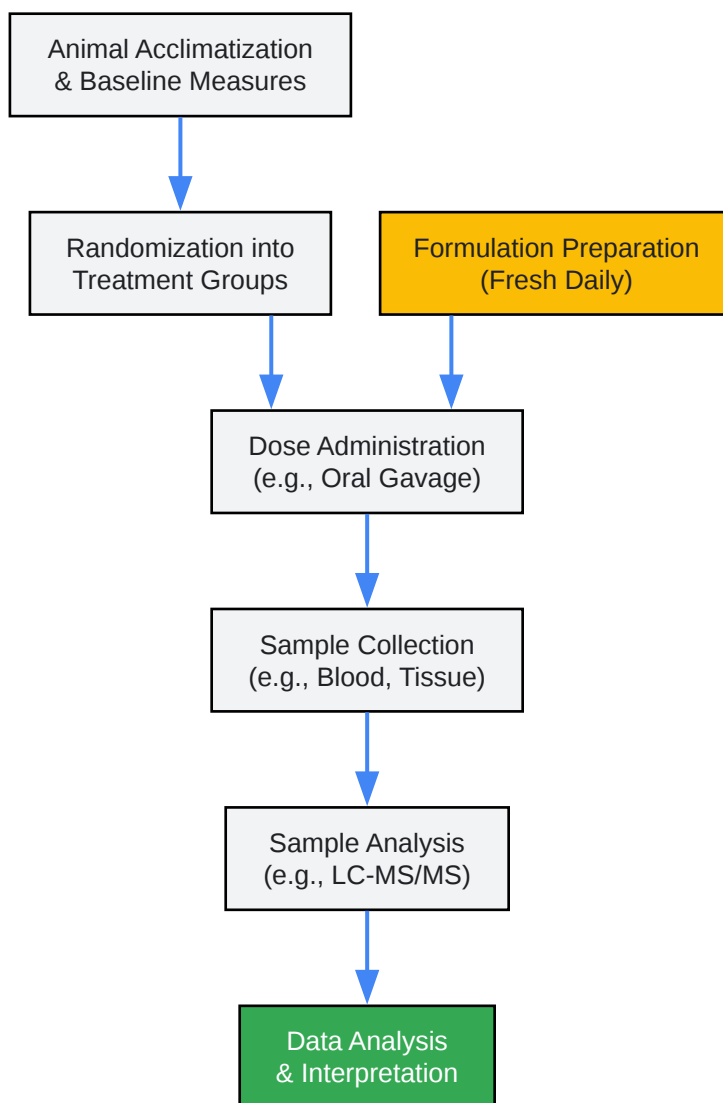 Animal Acclimatization
& Baseline Measures
Randomization into
Treatment Groups
Formulation Preparation
(Fresh Daily)
Dose Administration
(e.g., Oral Gavage)
Sample Collection
(e.g., Blood, Tissue)
Sample Analysis
(e.g., LC-MS/MS)
Data Analysis
& Interpretation